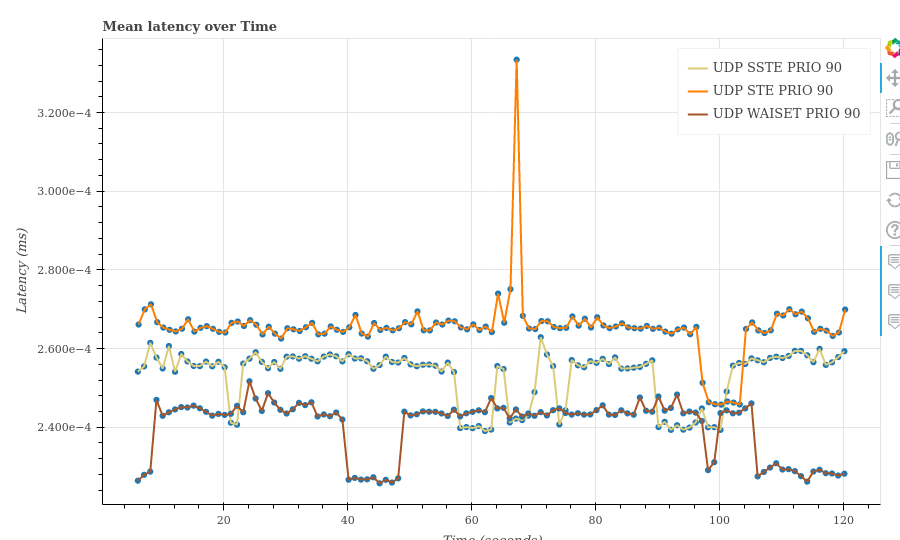 Mean latency over Time
UDP SSTE PRIO 90
UDP STE PRIO 90
UDP WAISET PRIO 90
Latency (ms)
3.200e−4
3.000e−4
2.800e−4
2.600e−4
2.400e−4
20
40
60
80
100
120
Time (seconds)